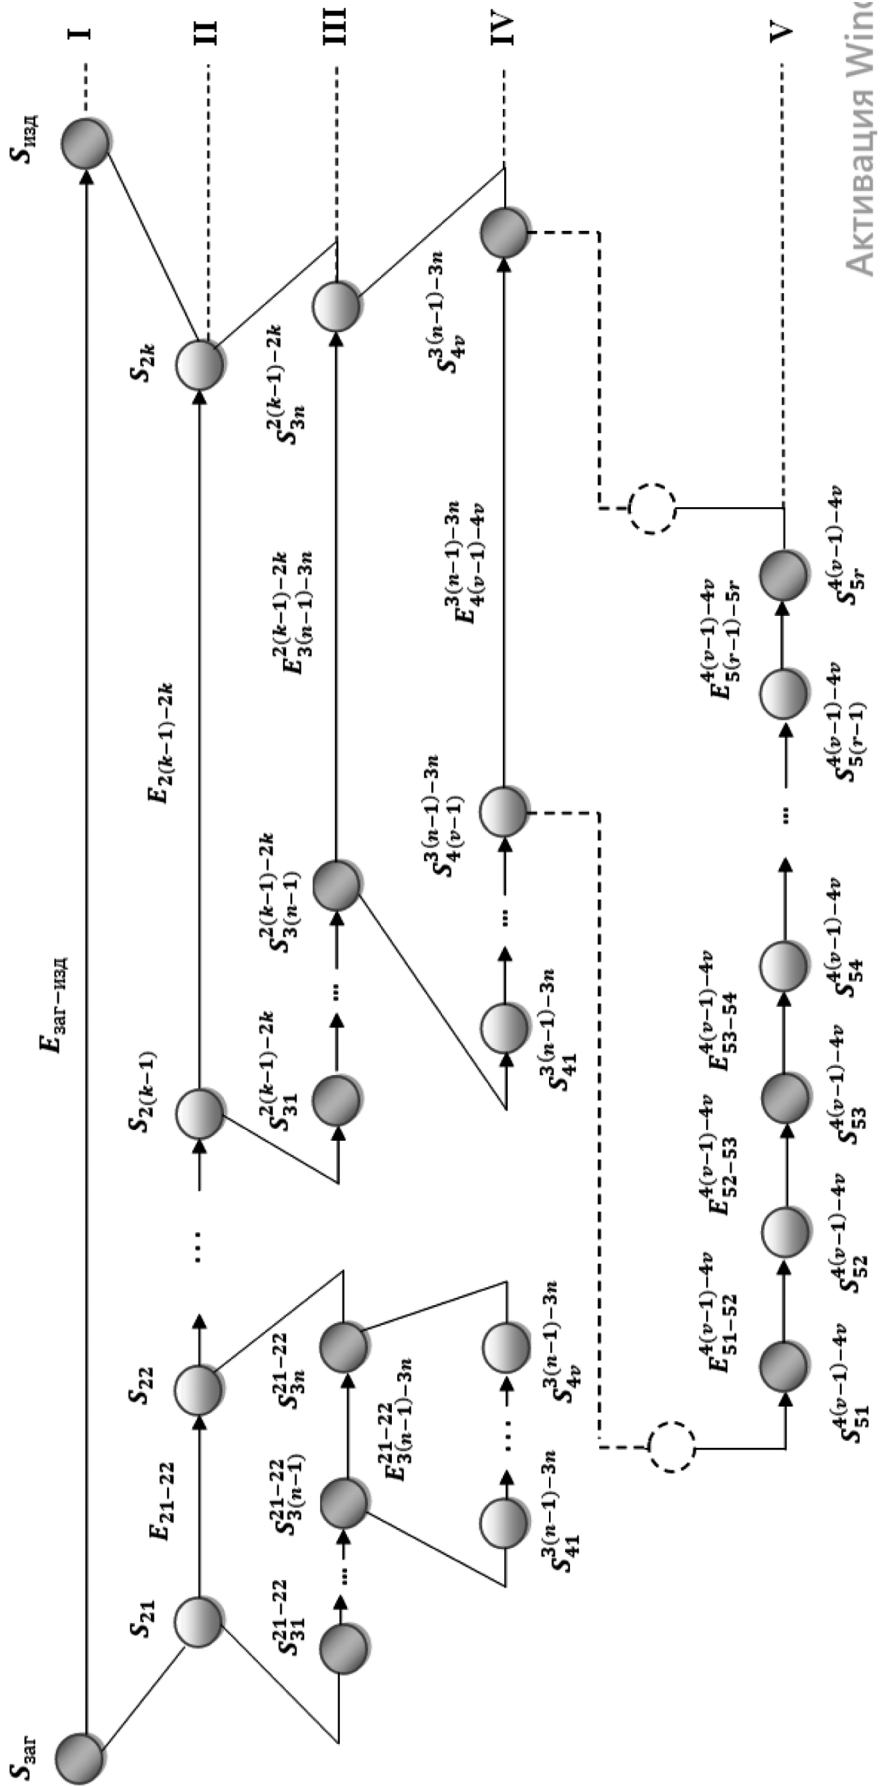 S_заг
S_изд
I
E_заг−изд
S_21
E_21−22
S_22
...
S_2(k−1)
E_2(k−1)−2k
S_2k
II
S_31^21−22
...
S_3(n−1)^21−22
E_3(n−1)−3n^21−22
S_3n^21−22
S_31^2(k−1)−2k
...
S_3(n−1)^2(k−1)−2k
E_3(n−1)−3n^2(k−1)−2k
S_3n^2(k−1)−2k
III
S_41^3(n−1)−3n
...
S_4v^3(n−1)−3n
S_41^3(n−1)−3n
...
S_4(v−1)^3(n−1)−3n
E_4(v−1)−4v^3(n−1)−3n
S_4v^3(n−1)−3n
IV
E_51−52^4(v−1)−4v
E_52−53^4(v−1)−4v
E_53−54^4(v−1)−4v
...
E_5(r−1)−5r^4(v−1)−4v
V
S_51^4(v−1)−4v
S_52^4(v−1)−4v
S_53^4(v−1)−4v
S_54^4(v−1)−4v
S_5(r−1)^4(v−1)−4v
S_5r^4(v−1)−4v
Активация